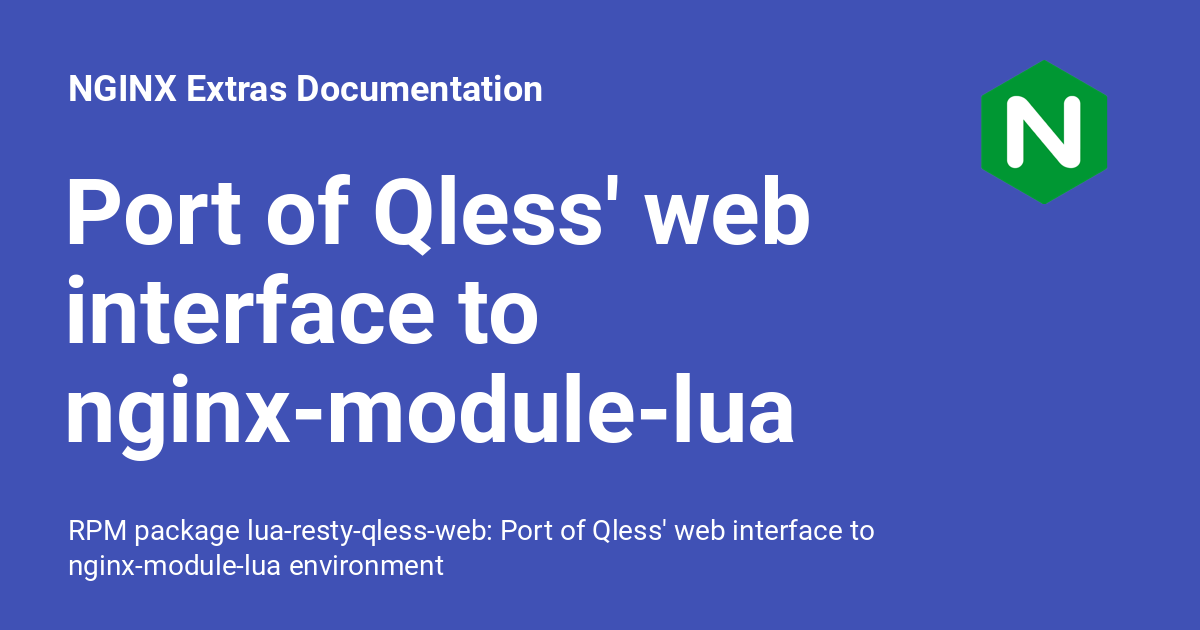 NGINX Extras Documentation
N
Port of Qless' web
interface to
nginx-module-lua
RPM package lua-resty-qless-web: Port of Qless' web interface to
nginx-module-lua environment